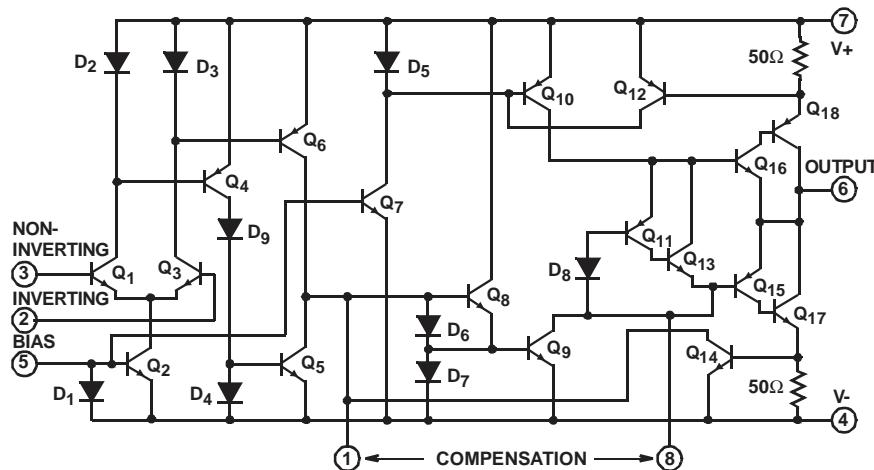 7
V+
50Ω
D2
D3
D5
Q10
Q12
Q18
Q6
Q16
OUTPUT
6
Q4
Q7
D9
NON-
INVERTING
3
Q1
Q3
Q11
Q13
D8
INVERTING
2
Q8
Q15
Q17
BIAS
5
Q2
Q5
D6
Q9
Q14
D1
D4
D7
50Ω
V-
4
1
COMPENSATION
8